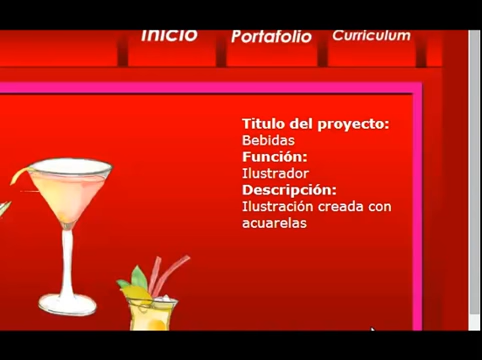 Inicio Portafolio Curriculum
Titulo del proyecto:
Bebidas
Función:
Ilustrador
Descripción:
Ilustración creada con
acuarelas